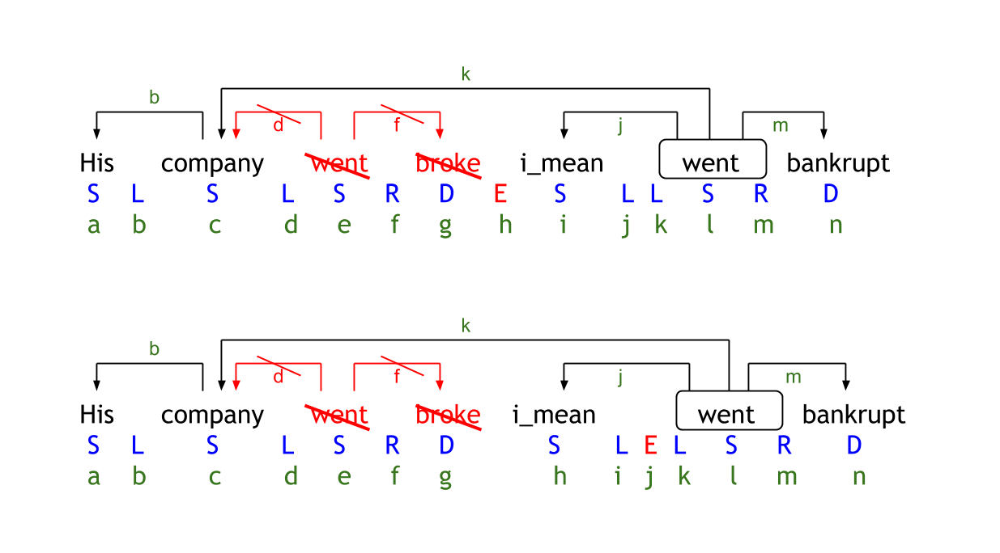 k
b
d f j m
His company went broke i_mean went bankrupt
S L S L S R D E S L L S R D
a b c d e f g h i j k l m n
k
b
d f j m
His company went broke i_mean went bankrupt
S L S L S R D S L E L S R D
a b c d e f g h i j k l m n